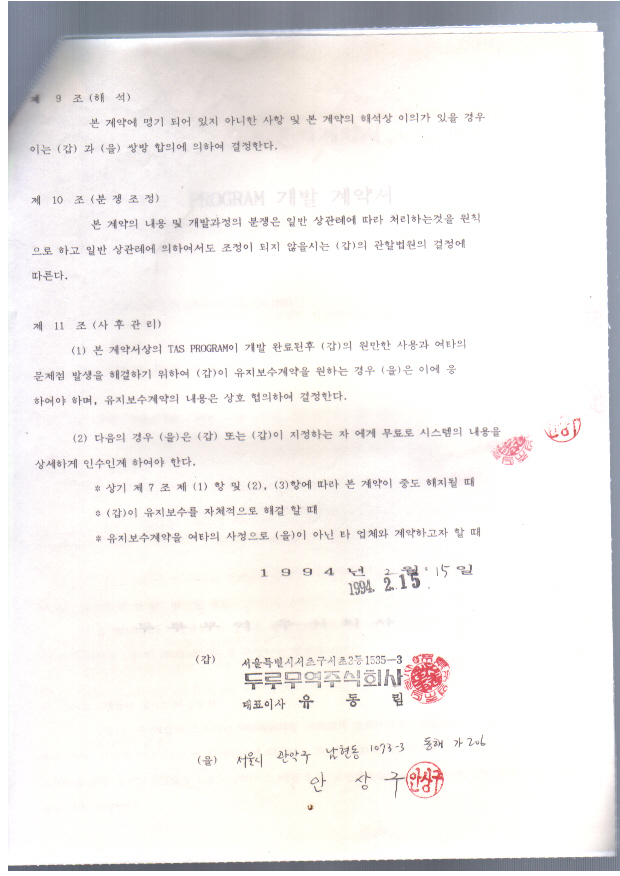 제 9 조 (해 석)
본 계약에 명기 되어 있지 아니한 사항 및 본 계약의 해석상 이의가 있을 경우
이는 (갑) 과 (을) 쌍방 합의에 의하여 결정한다.
PROGRAM 개발 계약서
제 10 조 (분쟁조정)
본 계약의 내용 및 개발과정의 분쟁은 일반 상관례에 따라 처리하는것을 원칙
으로 하고 일반 상관례에 의하여서도 조정이 되지 않을시는 (갑)의 관할법원의 결정에
따른다.
제 11 조 (사후관리)
(1) 본 계약서상의 TAS PROGRAM이 개발 완료된후 (갑)의 원만한 사용과 여타의
문제점 발생을 해결하기 위하여 (갑)이 유지보수계약을 원하는 경우 (을)은 이에 응
하여야 하며, 유지보수계약의 내용은 상호 협의하여 결정한다.
(2) 다음의 경우 (을)은 (갑) 또는 (갑)이 지정하는 자 에게 무료로 시스템의 내용을
상세하게 인수인계 하여야 한다.
* 상기 제 7 조 제 (1) 항 및 (2), (3)항에 따라 본 계약이 중도 해지될 때
* (갑)이 유지보수를 자체적으로 해결 할 때
* 유지보수계약을 여타의 사정으로 (을)이 아닌 타 업체와 계약하고자 할 때
1994년 2월 15일
1994. 2. 15
두루무역주식회사
(갑) 서울특별시서초구서초2동1535-3
두루무역주식회사
대표이사 유 동 림
(을) 서울시 관악구 남현동 1073-3 동해 가 206
안 상 구 안상구